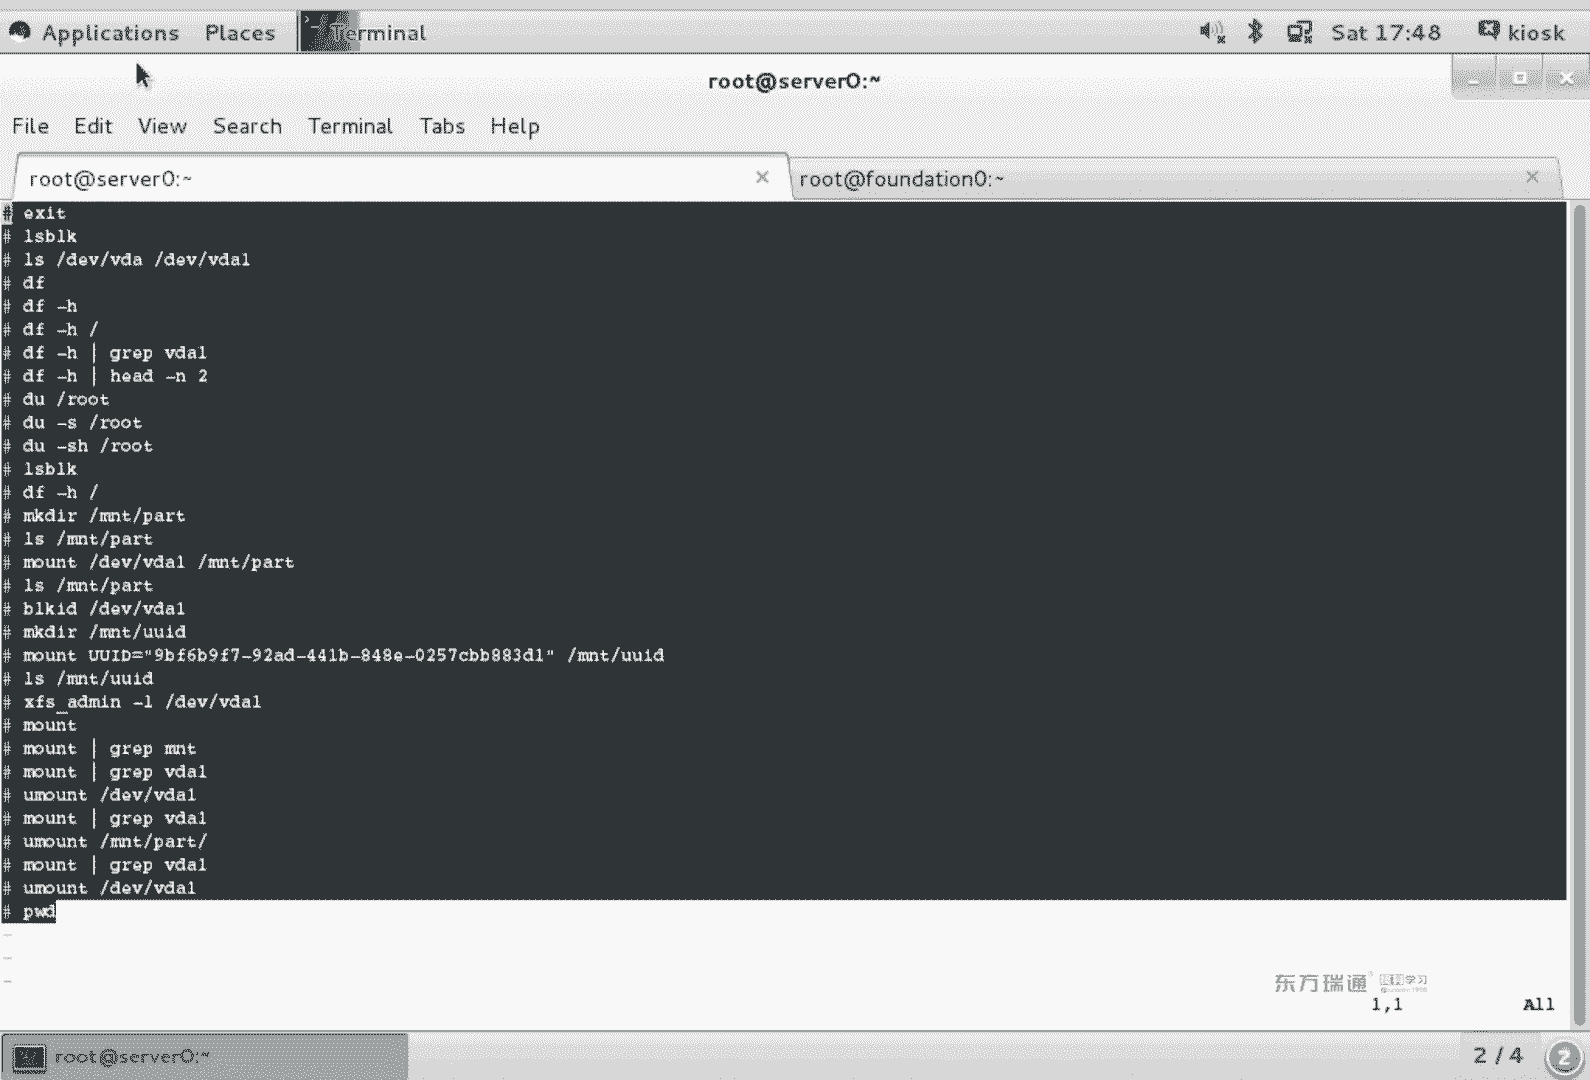 Applications Places Terminal Sat 17:48 kiosk
root@server0:~
File Edit View Search Terminal Tabs Help
root@server0:~ root@foundation0:~
# exit
# lsblk
# ls /dev/vda /dev/vda1
# df
# df -h
# df -h /
# df -h | grep vda1
# df -h | head -n 2
# du /root
# du -s /root
# du -sh /root
# lsblk
# df -h /
# mkdir /mnt/part
# ls /mnt/part
# mount /dev/vda1 /mnt/part
# ls /mnt/part
# blkid /dev/vda1
# mkdir /mnt/uuid
# mount UUID="9bf6b9f7-92ad-441b-848e-0257cbb883d1" /mnt/uuid
# ls /mnt/uuid
# xfs_admin -l /dev/vda1
# mount
# mount | grep mnt
# mount | grep vda1
# umount /dev/vda1
# mount | grep vda1
# umount /mnt/part/
# mount | grep vda1
# umount /dev/vda1
# pwd
~
~
~
东方瑞通 学习
1,1 All
root@server0:~ 2 / 4 2